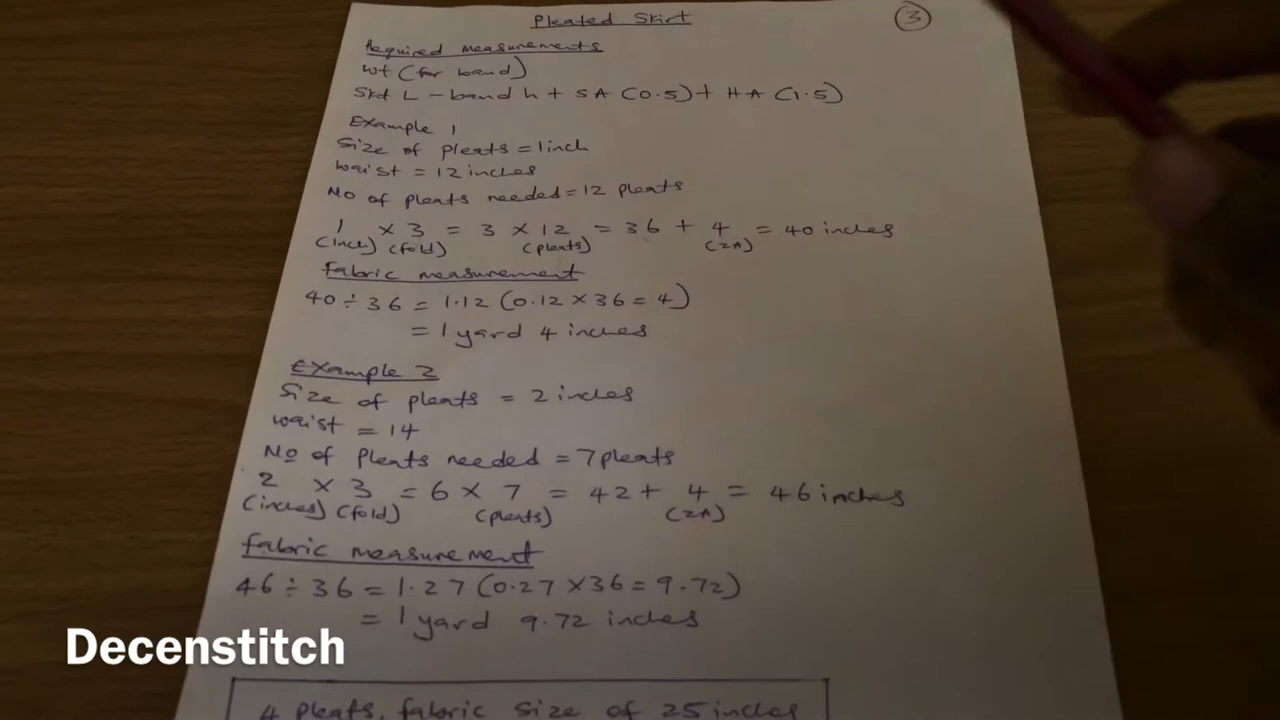 Pleated Skirt
3
Required measurements
wt (for band)
Skt L - band h + SA (0.5) + HA (1.5)
Example 1
Size of pleats = 1inch
waist = 12 inches
No of pleats needed = 12 pleats
1 × 3 = 3 × 12 = 36 + 4 = 40 inches
(inch) (fold) (pleats) (ZA)
fabric measurement
40 ÷ 36 = 1.12 (0.12 × 36 = 4)
= 1 yard 4 inches
Example 2
Size of pleats = 2 inches
waist = 14
No of pleats needed = 7 pleats
2 × 3 = 6 × 7 = 42 + 4 = 46 inches
(inches) (fold) (pleats) (ZA)
fabric measurement
46 ÷ 36 = 1.27 (0.27 × 36 = 9.72)
= 1 yard 9.72 inches
4 pleats, fabric size of 25 inches
Decenstitch